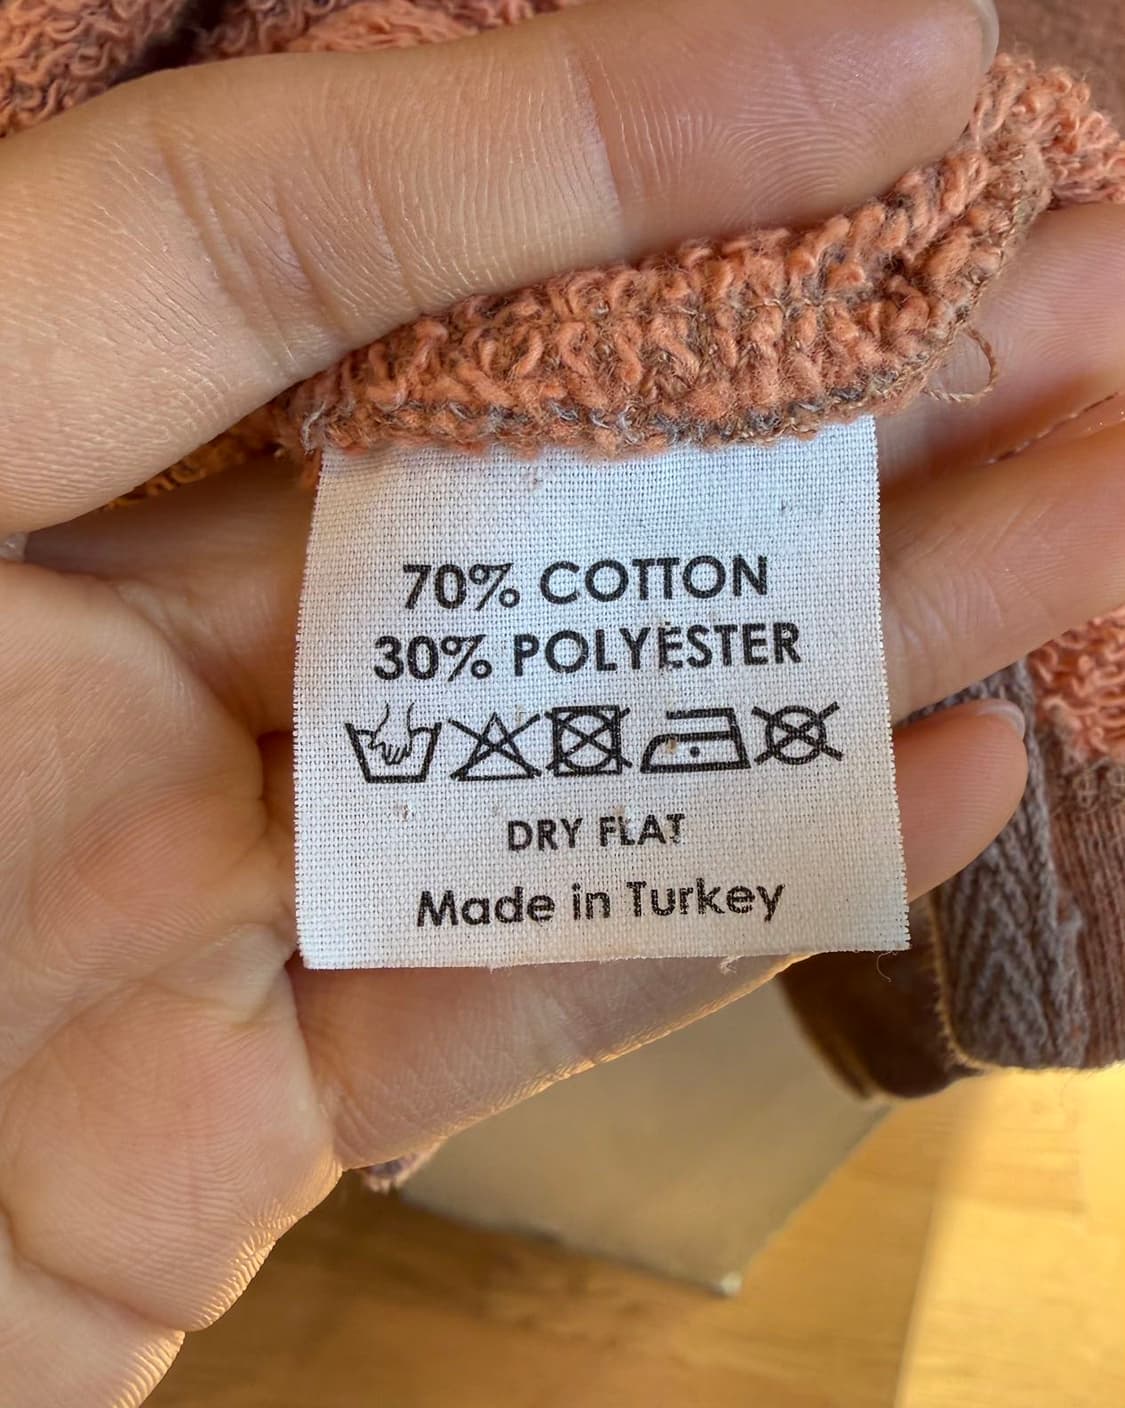 70% COTTON
30% POLYESTER
DRY FLAT
Made in Turkey